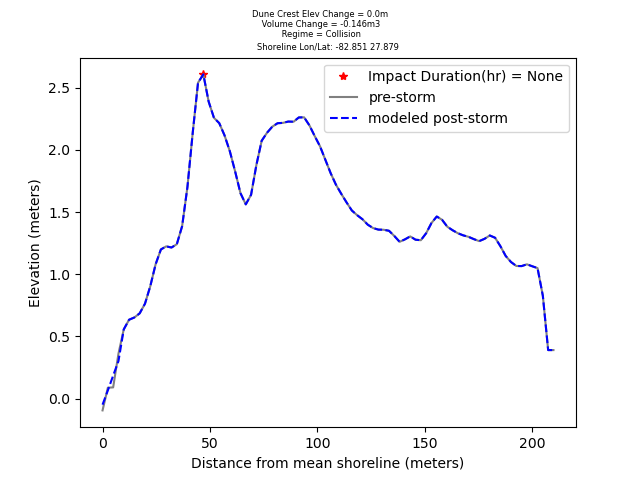 Dune Crest Elev Change = 0.0m
Volume Change = -0.146m3
Regime = Collision
Shoreline Lon/Lat: -82.851 27.879
Impact Duration(hr) = None
pre-storm
modeled post-storm
Elevation (meters)
2.5
2.0
1.5
1.0
0.5
0.0
0
50
100
150
200
Distance from mean shoreline (meters)